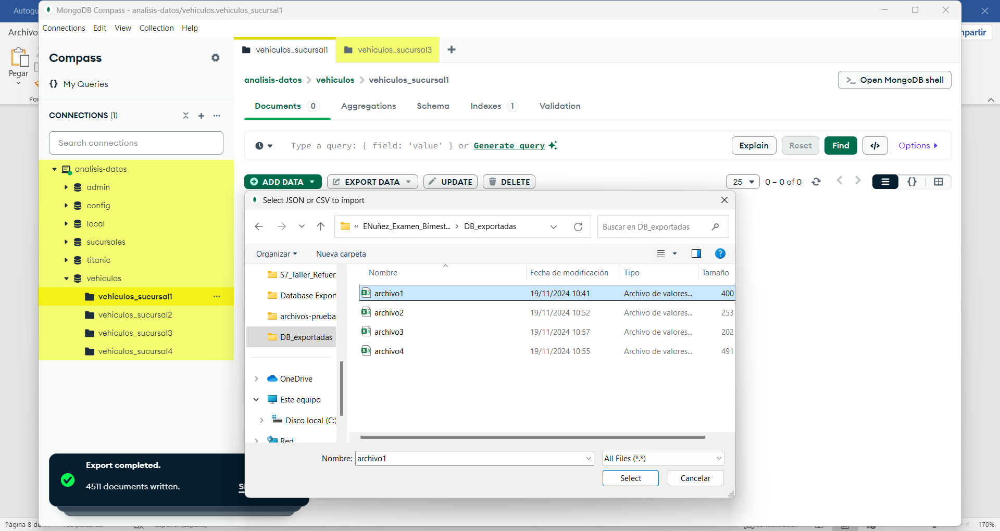 MongoDB Compass - analisis-datos/vehiculos.vehiculos_sucursal1
Connections Edit View Collection Help
Archivo
Pegar
Compass
My Queries
CONNECTIONS (1)
Search connections
analisis-datos
admin
config
local
sucursales
titanic
vehiculos
vehiculos_sucursal1
vehiculos_sucursal2
vehiculos_sucursal3
vehiculos_sucursal4
vehiculos_sucursal1
vehiculos_sucursal3
analisis-datos > vehiculos > vehiculos_sucursal1
>_ Open MongoDB shell
Documents 0 Aggregations Schema Indexes 1 Validation
Type a query: { field: 'value' } or Generate query
Explain Reset Find </> Options
ADD DATA EXPORT DATA UPDATE DELETE
25 0 – 0 of 0 {}
Select JSON or CSV to import
« ENuñez_Examen_Bimest... > DB_exportadas
Buscar en DB_exportadas
Organizar Nueva carpeta
S7_Taller_Refuer
Database Export
archivos-prueba
DB_exportadas
OneDrive
Este equipo
Disco local (C:)
Red
Nombre Fecha de modificación Tipo Tamaño
archivo1 19/11/2024 10:41 Archivo de valores... 400
archivo2 19/11/2024 10:52 Archivo de valores... 253
archivo3 19/11/2024 10:57 Archivo de valores... 202
archivo4 19/11/2024 10:55 Archivo de valores... 491
Nombre: archivo1 All Files (*.*)
Select Cancelar
Export completed.
4511 documents written.
Página 8 de
170%